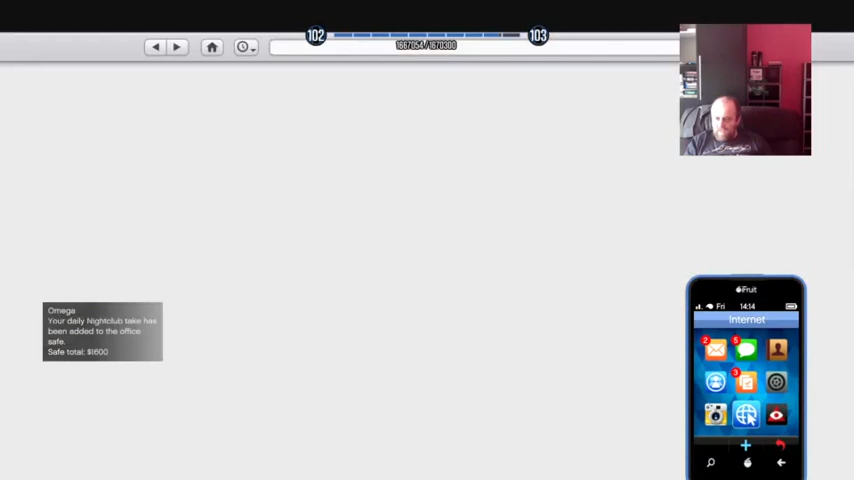 102
103
1667054/1670300
iFruit
Fri
14:14
Internet
2
5
3
Omega
Your daily Nightclub take has
been added to the office
safe.
Safe total: $1600